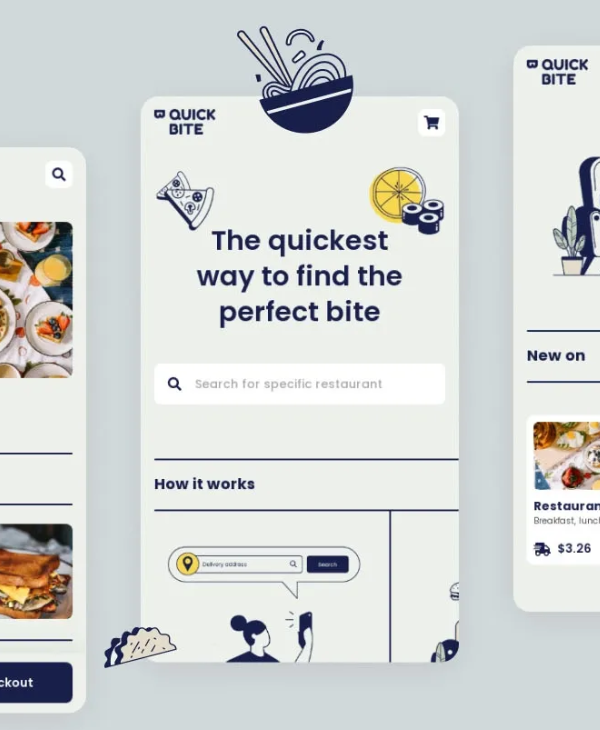 QUICK
BITE
The quickest
way to find the
perfect bite
Search for specific restaurant
How it works
Delivery address
Search
ckout
QUICK
BITE
New on
Restauran
Breakfast, lunc
$3.26